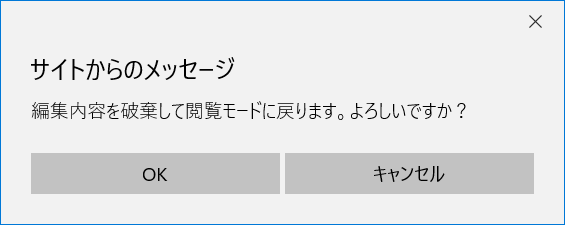 サイトからのメッセージ
編集内容を破棄して閲覧モードに戻ります。よろしいですか？
OK
キャンセル